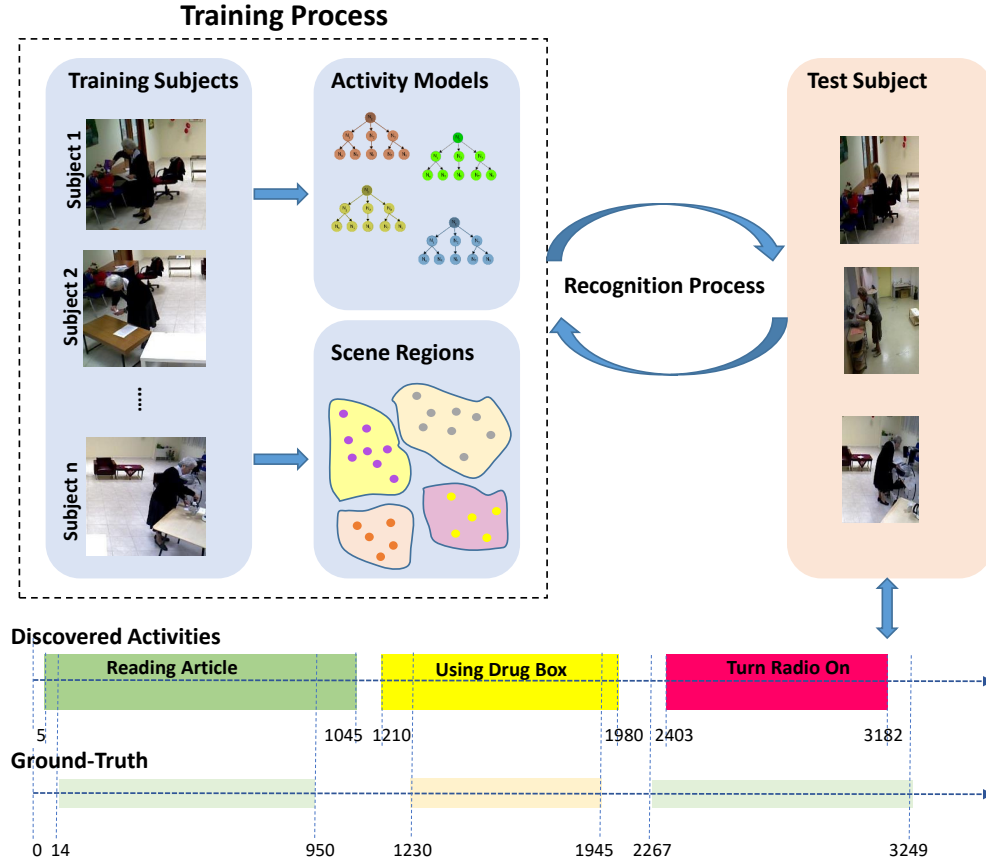 Training Process
Training Subjects
Activity Models
Test Subject
Subject 1
Subject 2
......
Subject n
Recognition Process
Scene Regions
Discovered Activities
Reading Article
Using Drug Box
Turn Radio On
5 1045 1210 1980 2403 3182
Ground-Truth
0 14 950 1230 1945 2267 3249